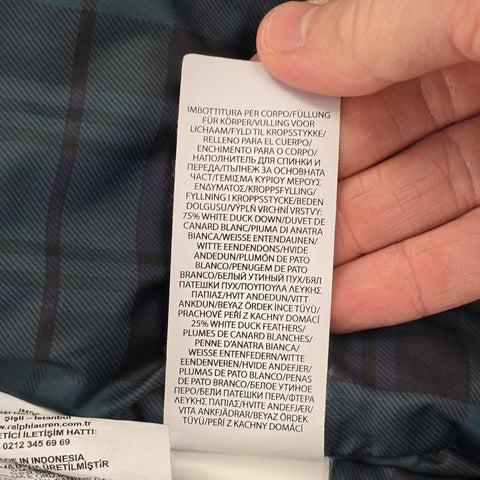 IMBOTTITURA PER CORPO/FÜLLUNG
FÜR KÖRPER/VULLING VOOR
LICHAAM/FYLD TIL KROPSSTYKKE/
RELLENO PARA EL CUERPO/
ENCHIMENTO PARA O CORPO/
НАПОЛНИТЕЛЬ ДЛЯ СПИНКИ И
ПЕРЕДА/ПЪЛНЕЖ ЗА ОСНОВНАТА
ЧАСТ/ΓΕΜΙΣΜΑ ΚΥΡΙΟΥ ΜΕΡΟΥΣ
ΕΝΔΥΜΑΤΟΣ/KROPPSFYLLING/
FYLLNING I KROPPSSTYCKE/BEDEN
DOLGUSU/VÝPLŇ VRCHNÍ VRSTVY:
75% WHITE DUCK DOWN/DUVET DE
CANARD BLANC/PIUMA DI ANATRA
BIANCA/WEISSE ENTENDAUNEN/
WITTE EENDENDONS/HVIDE
ANDEDUN/PLUMÓN DE PATO
BLANCO/PENUGEM DE PATO
BRANCO/БЕЛЫЙ УТИНЫЙ ПУХ/БЯЛ
ПАТЕШКИ ПУХ/ΠΟΥΠΟΥΛΑ ΛΕΥΚΗΣ
ΠΑΠΙΑΣ/HVIT ANDEDUN/VITT
ANKDUN/BEYAZ ÖRDEK İNCE TÜYÜ/
PRACHOVÉ PEŘÍ Z KACHNY DOMÁCÍ
25% WHITE DUCK FEATHERS/
PLUMES DE CANARD BLANCHES/
PENNE D'ANATRA BIANCA/
WEISSE ENTENFEDERN/WITTE
EENDENVEREN/HVIDE ANDEFJER/
PLUMAS DE PATO BLANCO/PENAS
DE PATO BRANCO/БЕЛОЕ УТИНОЕ
ПЕРО/БЕЛИ ПАТЕШКИ ПЕРА/ΦΤΕΡΑ
ΛΕΥΚΗΣ ΠΑΠΙΑΣ/HVITE ANDEFJÆR/
VITA ANKFJÄDRAR/BEYAZ ÖRDEK
TÜYÜ/PEŘÍ Z KACHNY DOMÁCÍ
Şişli - İstanbul
www.ralphlauren.com.tr
ETİCİ İLETİŞİM HATTI:
0212 345 69 69
MADE IN INDONESIA
ÜRETİLMİŞTİR